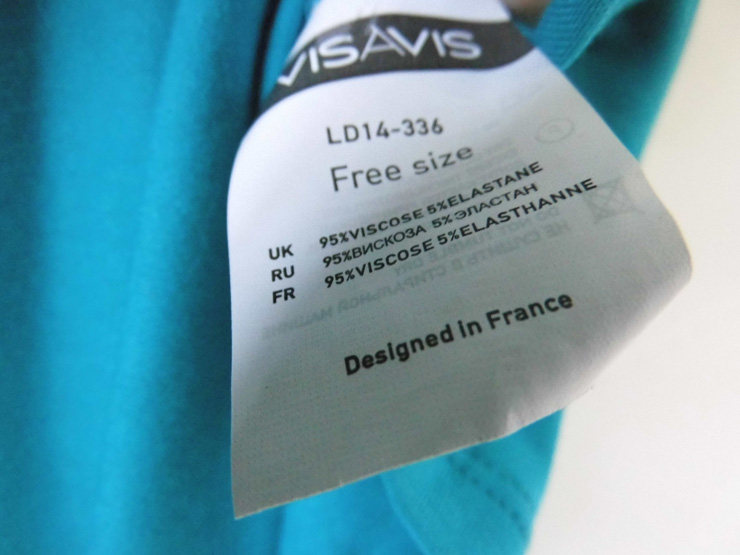 VISÀVIS
LD14-336
Free size
UK 95%VISCOSE 5%ELASTANE
RU 95%ВИСКОЗА 5%ЭЛАСТАН
FR 95%VISCOSE 5%ELASTHANNE
Designed in France